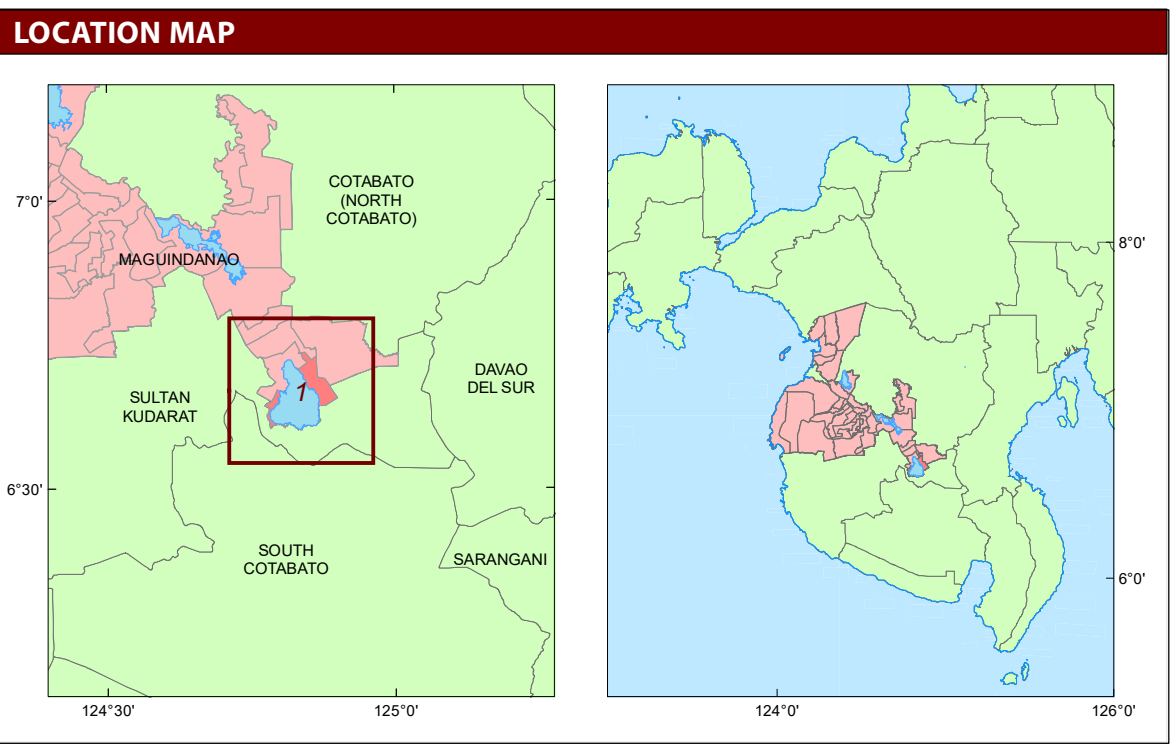 LOCATION MAP
7°0'
6°30'
124°30'
125°0'
COTABATO
(NORTH
COTABATO)
MAGUINDANAO
DAVAO
DEL SUR
SULTAN
KUDARAT
1
SOUTH
COTABATO
SARANGANI
8°0'
6°0'
124°0'
126°0'